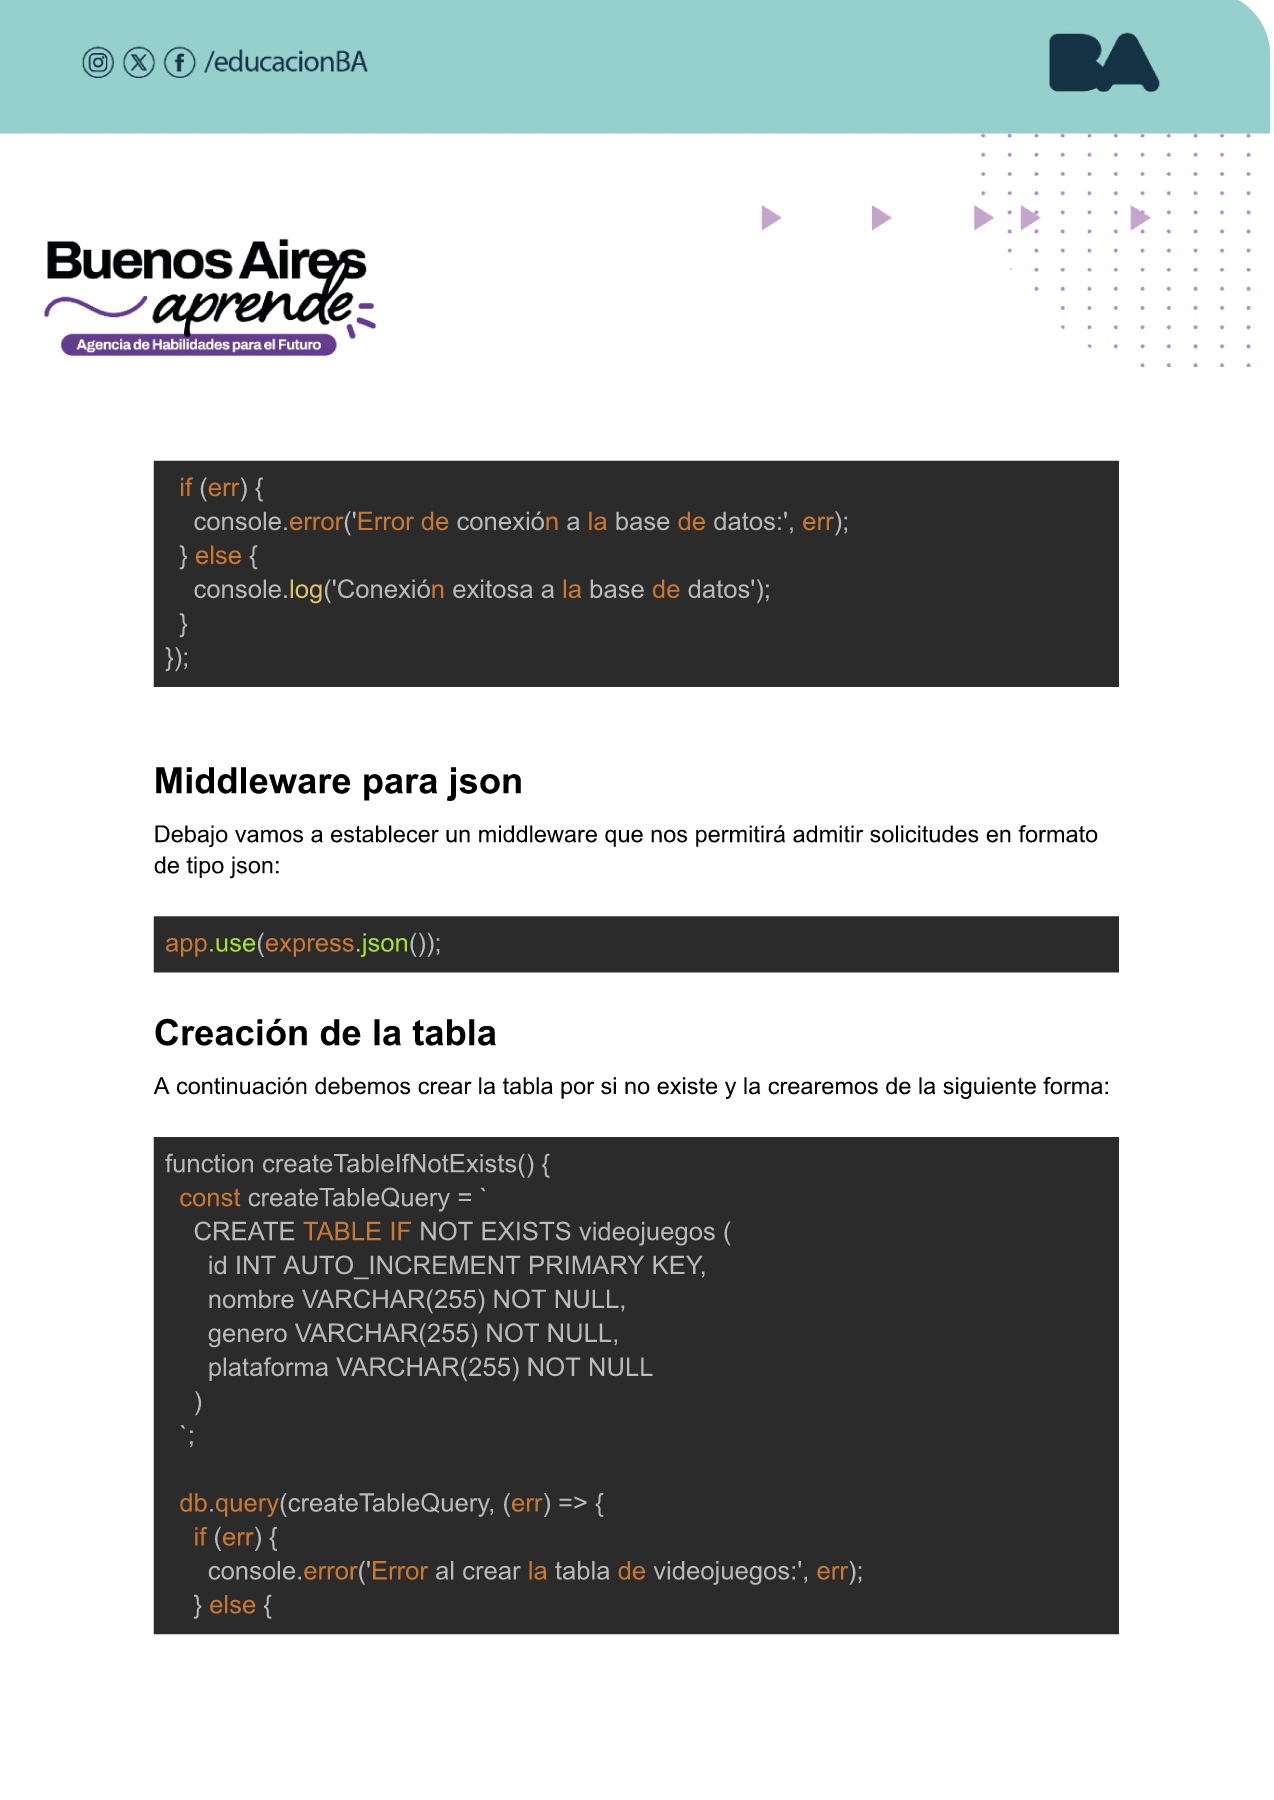 /educacionBA
BA
Buenos Aires
aprende
Agencia de Habilidades para el Futuro
if (err) {
console.error('Error de conexión a la base de datos:', err);
} else {
console.log('Conexión exitosa a la base de datos');
}
});
Middleware para json
Debajo vamos a establecer un middleware que nos permitirá admitir solicitudes en formato
de tipo json:
app.use(express.json());
Creación de la tabla
A continuación debemos crear la tabla por si no existe y la crearemos de la siguiente forma:
function createTableIfNotExists() {
const createTableQuery = `
CREATE TABLE IF NOT EXISTS videojuegos (
id INT AUTO_INCREMENT PRIMARY KEY,
nombre VARCHAR(255) NOT NULL,
genero VARCHAR(255) NOT NULL,
plataforma VARCHAR(255) NOT NULL
)
`;
db.query(createTableQuery, (err) => {
if (err) {
console.error('Error al crear la tabla de videojuegos:', err);
} else {